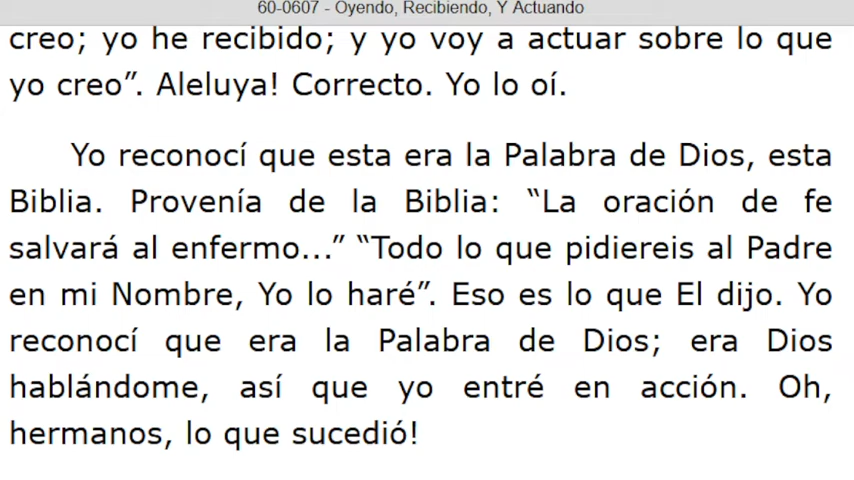 60-0607 - Oyendo, Recibiendo, Y Actuando
creo; yo he recibido; y yo voy a actuar sobre lo que
yo creo”. Aleluya! Correcto. Yo lo oí.
Yo reconocí que esta era la Palabra de Dios, esta
Biblia. Provenía de la Biblia: “La oración de fe
salvará al enfermo...” “Todo lo que pidiereis al Padre
en mi Nombre, Yo lo haré”. Eso es lo que El dijo. Yo
reconocí que era la Palabra de Dios; era Dios
hablándome, así que yo entré en acción. Oh,
hermanos, lo que sucedió!